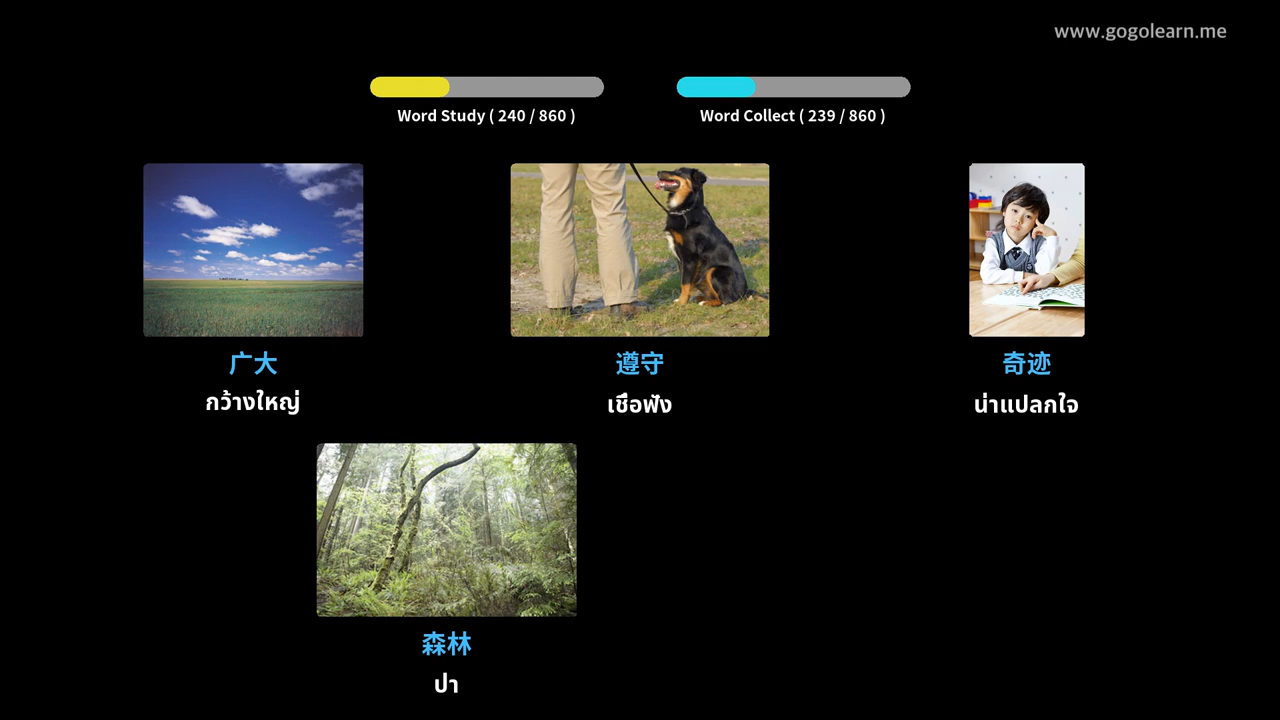 www.gogolearn.me
Word Study ( 240 / 860 )
Word Collect ( 239 / 860 )
广大
กว้างใหญ่
遵守
เชื่อฟัง
奇迹
น่าแปลกใจ
森林
ป่า